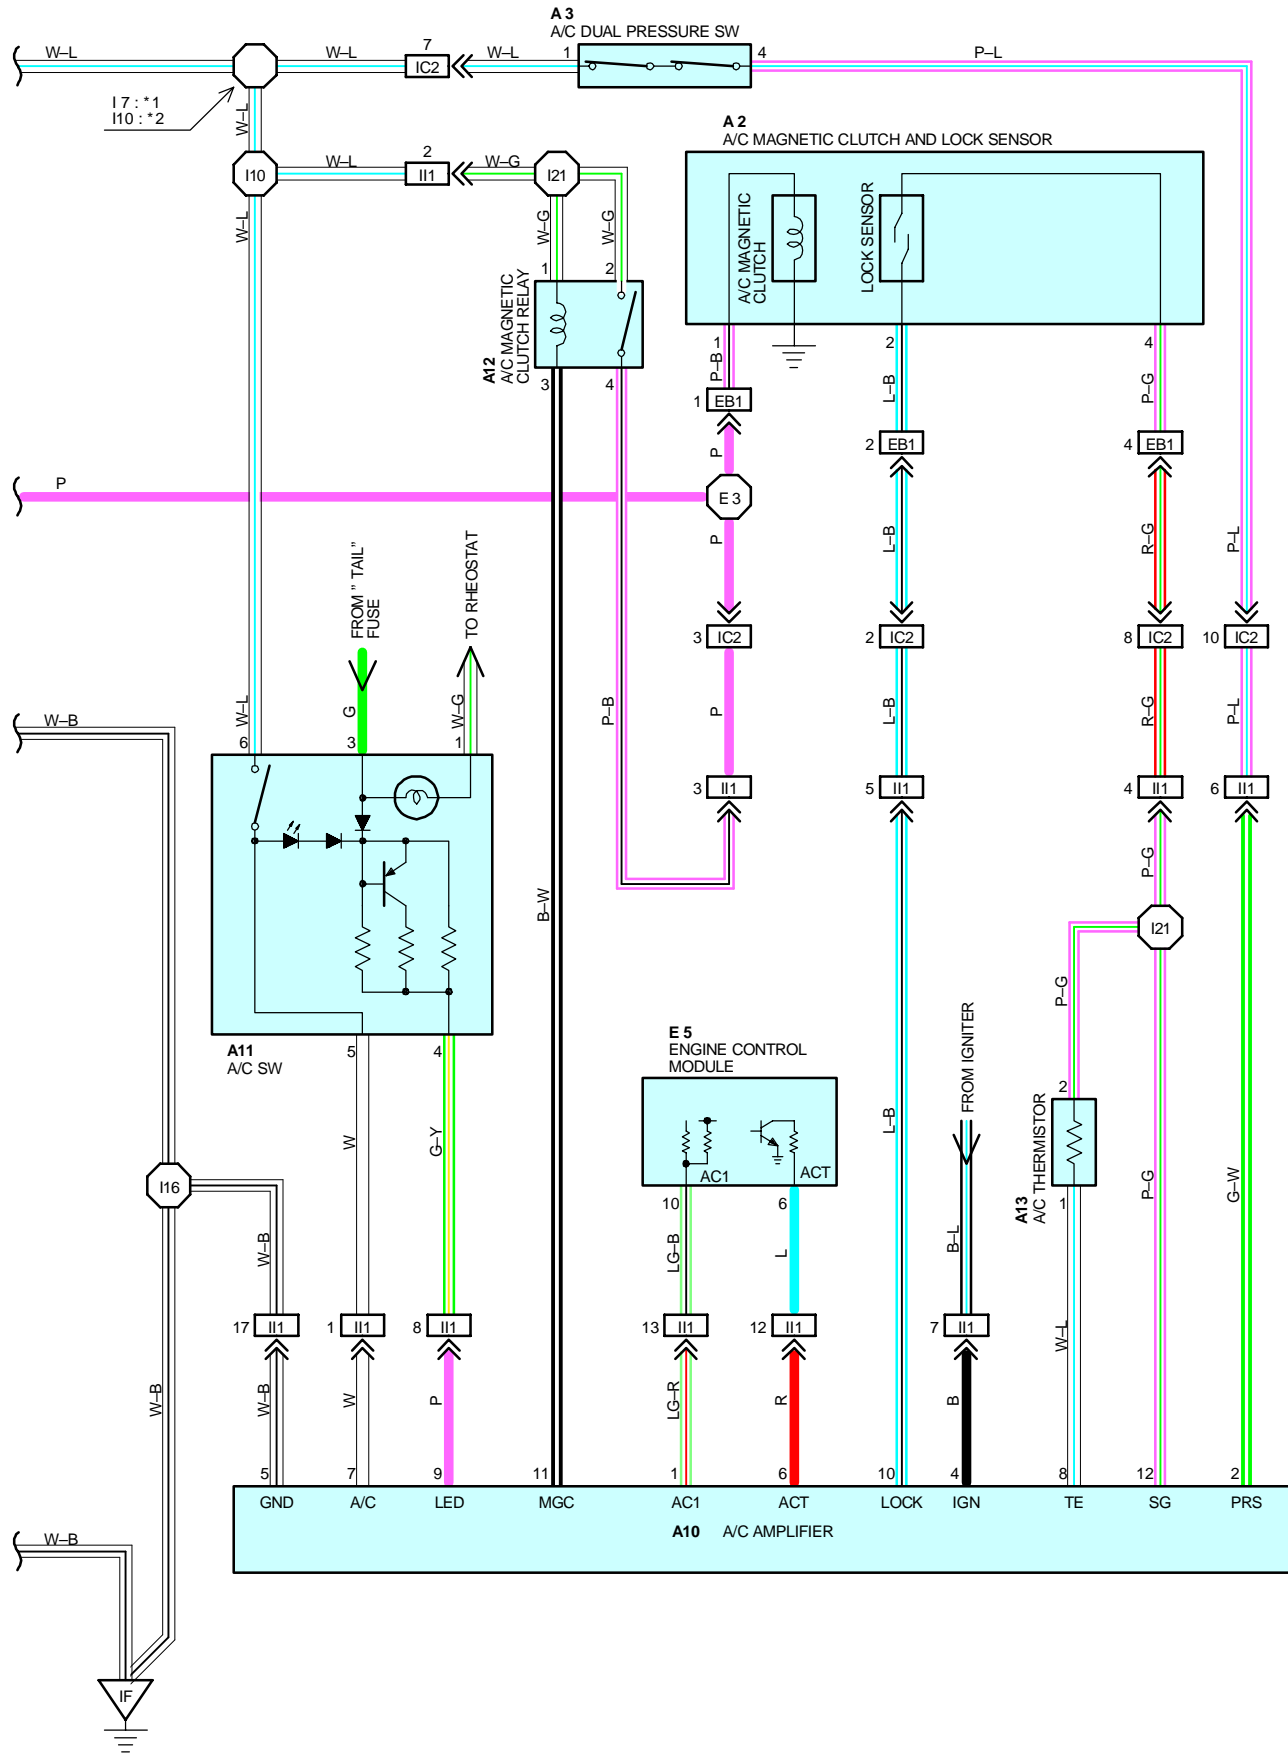 A 3
A/C DUAL PRESSURE SW
W–L
W–L
7
IC2
W–L
1
4
P–L
I 7 : *1
I10 : *2
W–L
A 2
A/C MAGNETIC CLUTCH AND LOCK SENSOR
I10
W–L
2
II1
W–G
I21
W–L
W–G
W–G
A/C MAGNETIC
CLUTCH
LOCK SENSOR
1
2
A12
A/C MAGNETIC
CLUTCH RELAY
3
4
1
2
4
P–B
L–B
P–G
1
EB1
2
EB1
4
EB1
P
P
E 3
P
L–B
R–G
P–L
FROM " TAIL"
FUSE
TO RHEOSTAT
3
IC2
2
IC2
8
IC2
10
IC2
W–B
W–L
G
W–G
P–B
P
L–B
R–G
P–L
6
3
1
3
II1
5
II1
4
II1
6
II1
P–G
B–W
I21
P–G
A11
A/C SW
5
4
E 5
ENGINE CONTROL
MODULE
FROM IGNITER
2
W
G–Y
L–B
A13
A/C THERMISTOR
AC1
ACT
I16
P–G
G–W
10
6
1
W–B
LG–B
L
B–L
17
II1
1
II1
8
II1
13
II1
12
II1
7
II1
W–L
W–B
W–B
W
P
LG–R
R
B
5
7
9
11
1
6
10
4
8
12
2
GND
A/C
LED
MGC
AC1
ACT
LOCK
IGN
TE
SG
PRS
A10
A/C AMPLIFIER
W–B
IF